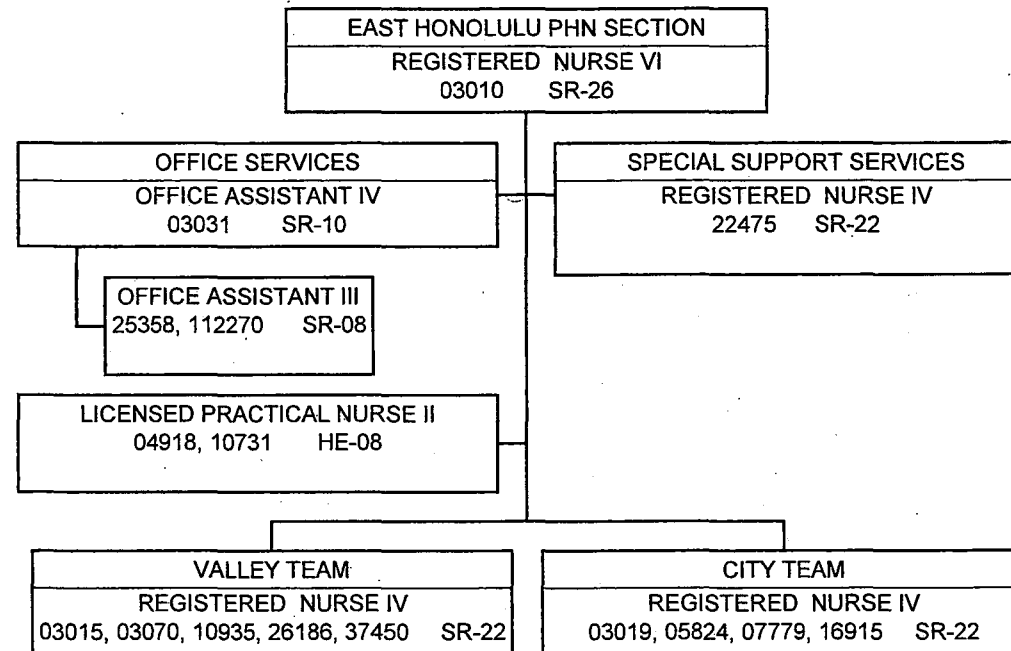 EAST HONOLULU PHN SECTION
REGISTERED NURSE VI
03010 SR-26
OFFICE SERVICES
OFFICE ASSISTANT IV
03031 SR-10
SPECIAL SUPPORT SERVICES
REGISTERED NURSE IV
22475 SR-22
OFFICE ASSISTANT III
25358, 112270 SR-08
LICENSED PRACTICAL NURSE II
04918, 10731 HE-08
VALLEY TEAM
REGISTERED NURSE IV
03015, 03070, 10935, 26186, 37450 SR-22
CITY TEAM
REGISTERED NURSE IV
03019, 05824, 07779, 16915 SR-22